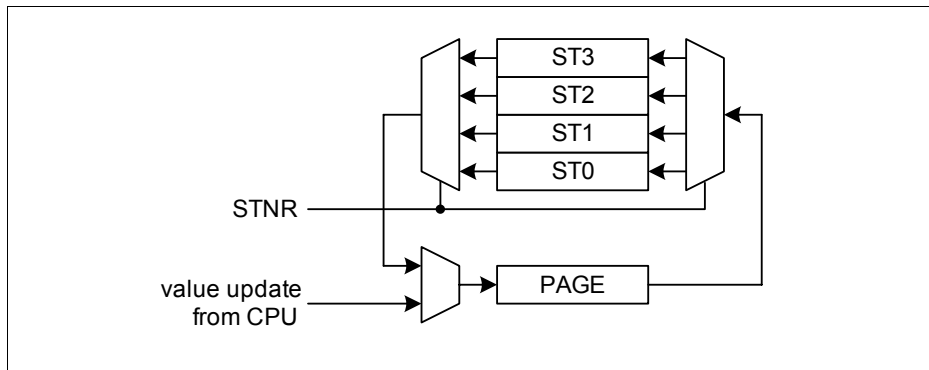 ST3
ST2
ST1
ST0
STNR
value update
from CPU
PAGE